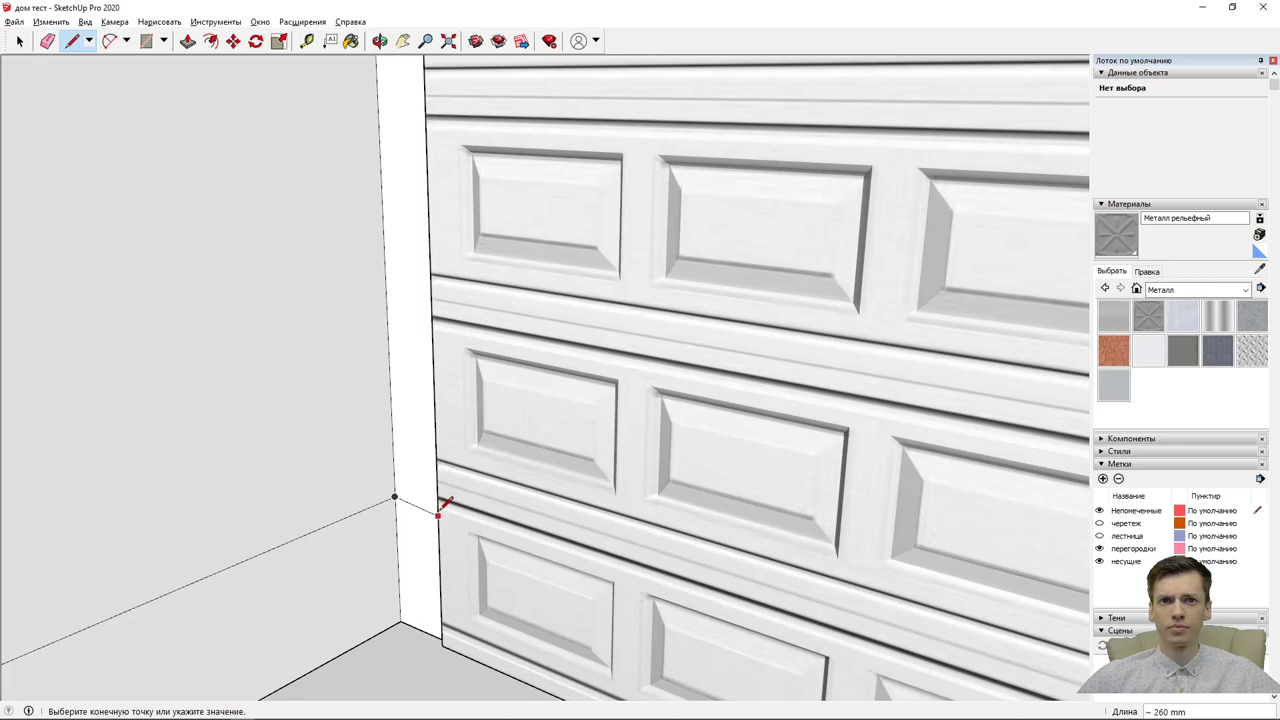 дом тест - SketchUp Pro 2020
Файл Изменить Вид Камера Нарисовать Инструменты Окно Расширения Справка
Лоток по умолчанию
Данные объекта
Нет выбора
Материалы
Металл рельефный
Выбрать Правка
Металл
Компоненты
Стили
Метки
Название Пунктир
Непомеченные По умолчанию
чертеж По умолчанию
лестница По умолчанию
перегородки По умолчанию
несущие По умолчанию
Тени
Сцены
Выберите конечную точку или укажите значение. Длина ~ 260 mm